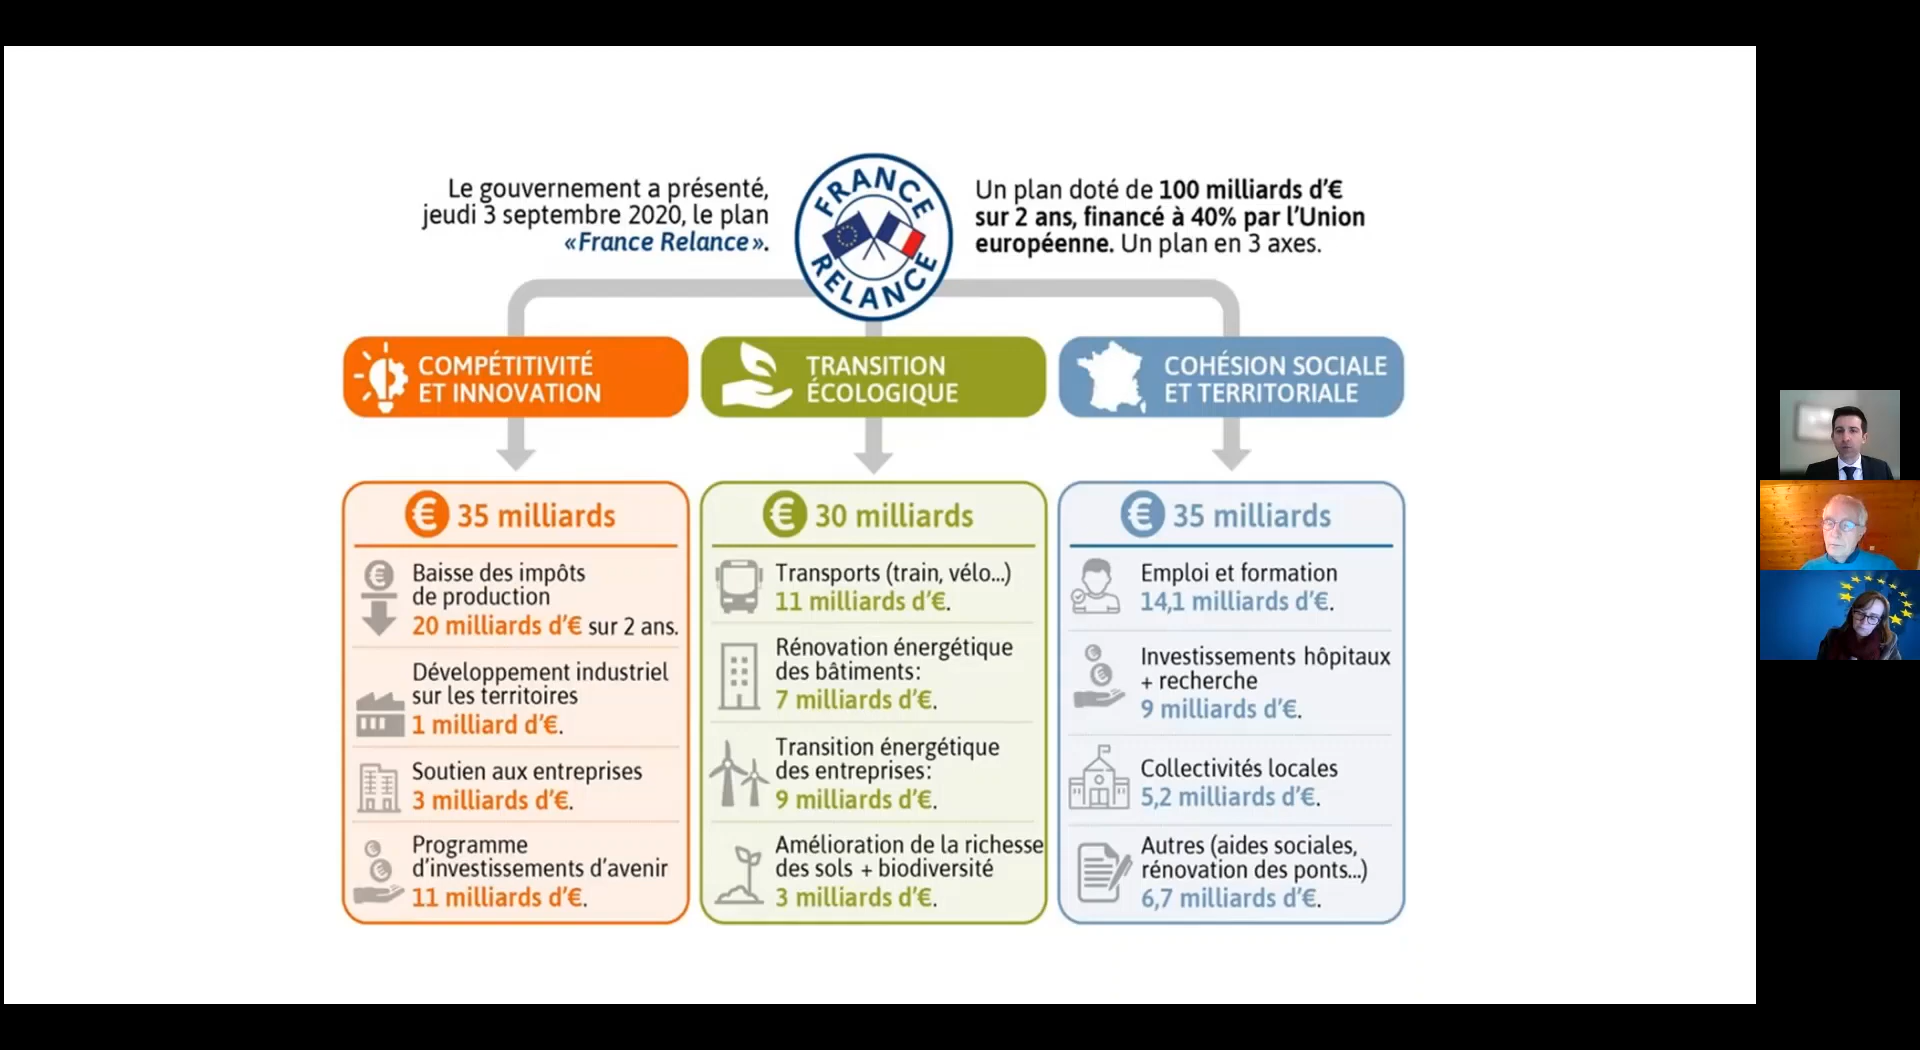 Le gouvernement a présenté,
jeudi 3 septembre 2020, le plan
«France Relance».
FRANCE
RELANCE
Un plan doté de 100 milliards d’€
sur 2 ans, financé à 40% par l’Union
européenne. Un plan en 3 axes.
COMPÉTITIVITÉ
ET INNOVATION
€ 35 milliards
€
Baisse des impôts
de production
20 milliards d’€ sur 2 ans.
Développement industriel
sur les territoires
1 milliard d’€.
Soutien aux entreprises
3 milliards d’€.
Programme
d’investissements d’avenir
11 milliards d’€.
TRANSITION
ÉCOLOGIQUE
€ 30 milliards
Transports (train, vélo...)
11 milliards d’€.
Rénovation énergétique
des bâtiments:
7 milliards d’€.
Transition énergétique
des entreprises:
9 milliards d’€.
Amélioration de la richesse
des sols + biodiversité
3 milliards d’€.
COHÉSION SOCIALE
ET TERRITORIALE
€ 35 milliards
Emploi et formation
14,1 milliards d’€.
Investissements hôpitaux
+ recherche
9 milliards d’€.
Collectivités locales
5,2 milliards d’€.
Autres (aides sociales,
rénovation des ponts...)
6,7 milliards d’€.